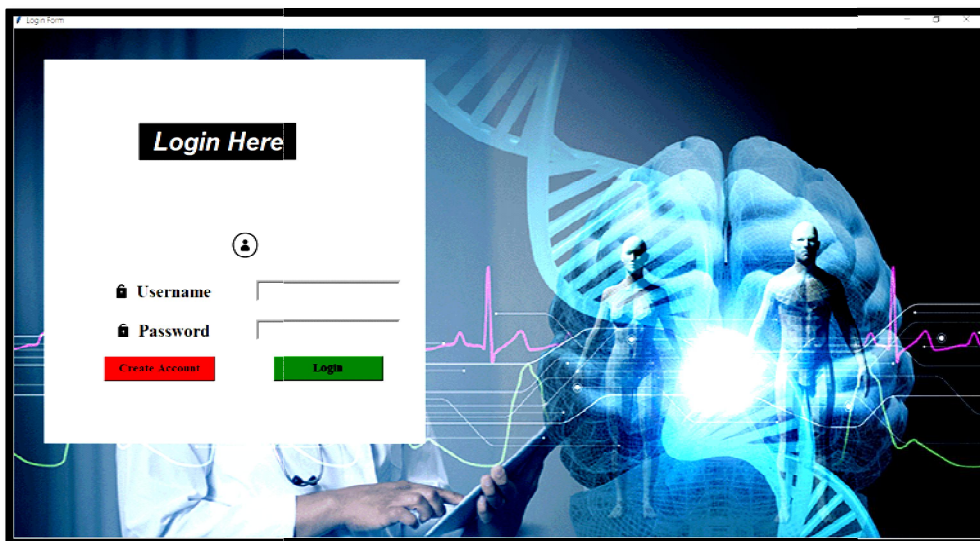 Login Form
Login Here
Username
Password
Create Account
Login